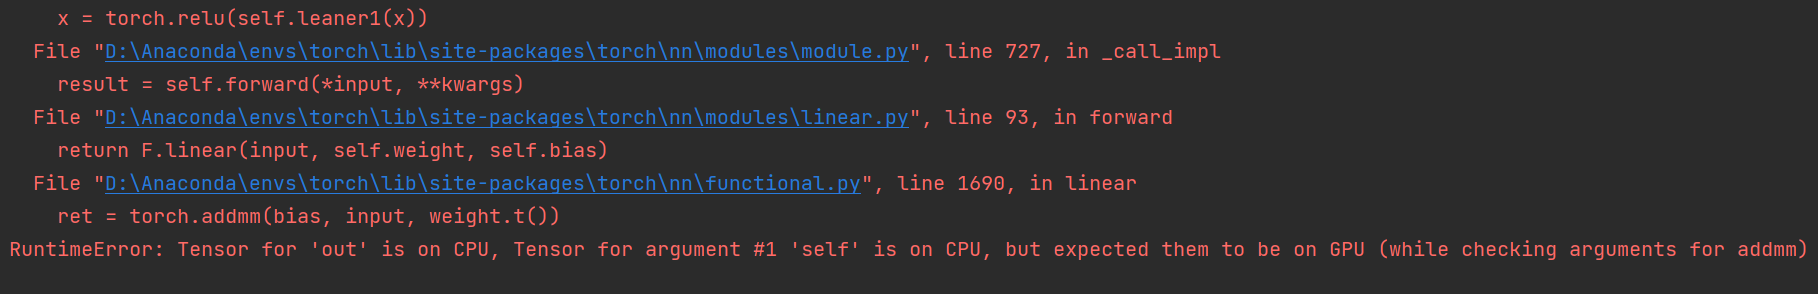 x = torch.relu(self.leaner1(x))
File "D:\Anaconda\envs\torch\lib\site-packages\torch\nn\modules\module.py", line 727, in _call_impl
result = self.forward(*input, **kwargs)
File "D:\Anaconda\envs\torch\lib\site-packages\torch\nn\modules\linear.py", line 93, in forward
return F.linear(input, self.weight, self.bias)
File "D:\Anaconda\envs\torch\lib\site-packages\torch\nn\functional.py", line 1690, in linear
ret = torch.addmm(bias, input, weight.t())
RuntimeError: Tensor for 'out' is on CPU, Tensor for argument #1 'self' is on CPU, but expected them to be on GPU (while checking arguments for addmm)